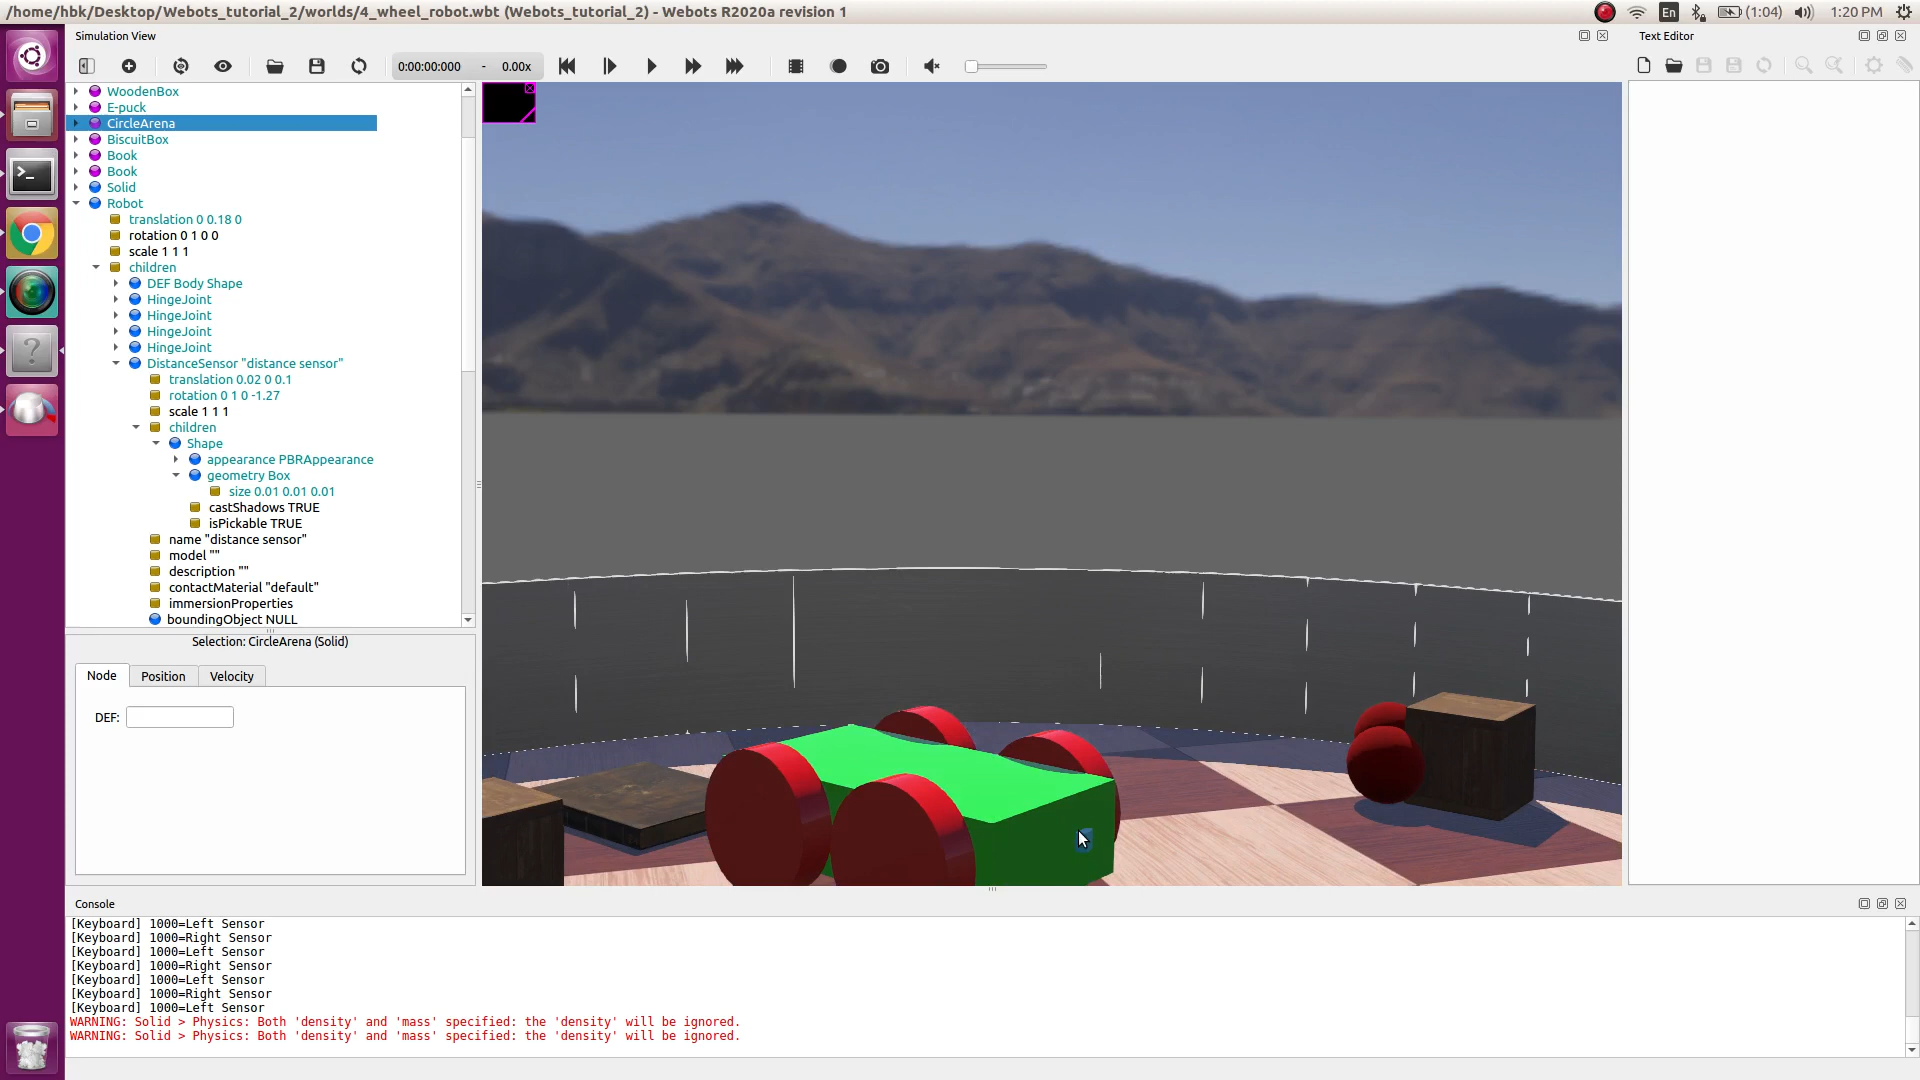 /home/hbk/Desktop/Webots_tutorial_2/worlds/4_wheel_robot.wbt (Webots_tutorial_2) - Webots R2020a revision 1
En
(1:04)
1:20 PM
Simulation View
Text Editor
0:00:00:000 - 0.00x
WoodenBox
E-puck
CircleArena
BiscuitBox
Book
Book
Solid
Robot
translation 0 0.18 0
rotation 0 1 0 0
scale 1 1 1
children
DEF Body Shape
HingeJoint
HingeJoint
HingeJoint
HingeJoint
DistanceSensor "distance sensor"
translation 0.02 0 0.1
rotation 0 1 0 -1.27
scale 1 1 1
children
Shape
appearance PBRAppearance
geometry Box
size 0.01 0.01 0.01
castShadows TRUE
isPickable TRUE
name "distance sensor"
model ""
description ""
contactMaterial "default"
immersionProperties
boundingObject NULL
Selection: CircleArena (Solid)
Node
Position
Velocity
DEF:
Console
[Keyboard] 1000=Left Sensor
[Keyboard] 1000=Right Sensor
[Keyboard] 1000=Left Sensor
[Keyboard] 1000=Right Sensor
[Keyboard] 1000=Left Sensor
[Keyboard] 1000=Right Sensor
[Keyboard] 1000=Left Sensor
WARNING: Solid > Physics: Both 'density' and 'mass' specified: the 'density' will be ignored.
WARNING: Solid > Physics: Both 'density' and 'mass' specified: the 'density' will be ignored.